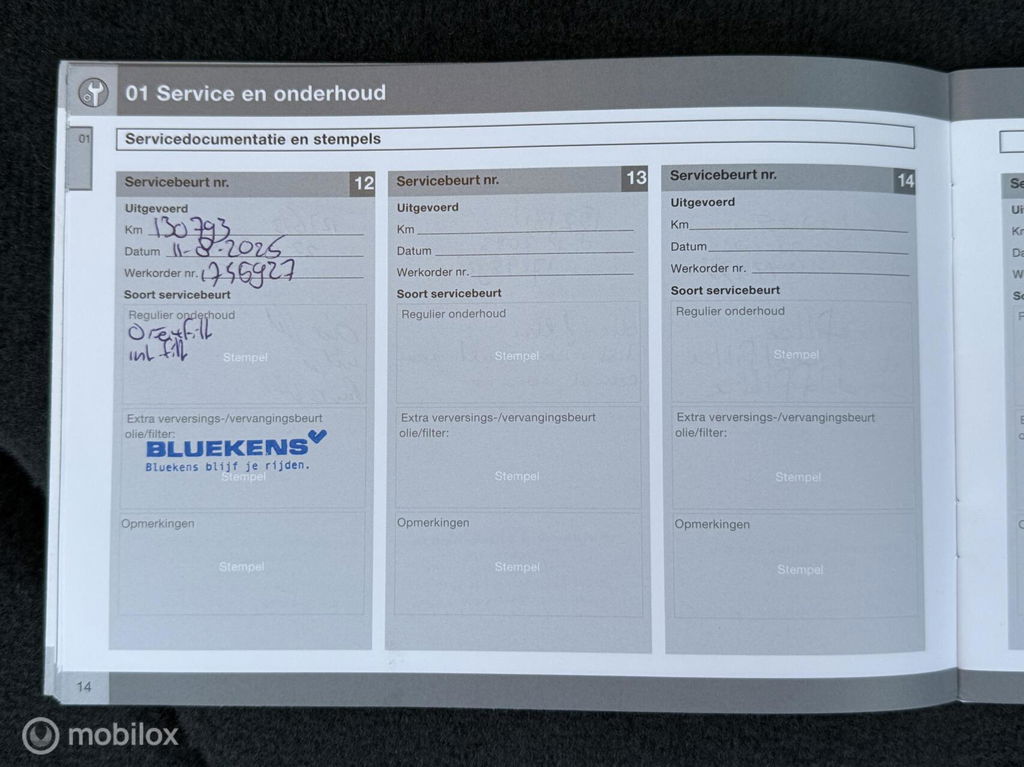 01 Service en onderhoud
01
Servicedocumentatie en stempels
Servicebeurt nr. 12
Uitgevoerd
Km 130793
Datum 11-8-2025
Werkorder nr. 1756927
Soort servicebeurt
Regulier onderhoud
int filt
Stempel
Extra verversings-/vervangingsbeurt
olie/filter:
BLUEKENS
Bluekens blijf je rijden.
Stempel
Opmerkingen
Stempel
Servicebeurt nr. 13
Uitgevoerd
Km
Datum
Werkorder nr.
Soort servicebeurt
Regulier onderhoud
Stempel
Extra verversings-/vervangingsbeurt
olie/filter:
Stempel
Opmerkingen
Stempel
Servicebeurt nr. 14
Uitgevoerd
Km
Datum
Werkorder nr.
Soort servicebeurt
Regulier onderhoud
Stempel
Extra verversings-/vervangingsbeurt
olie/filter:
Stempel
Opmerkingen
Stempel
14
mobilox